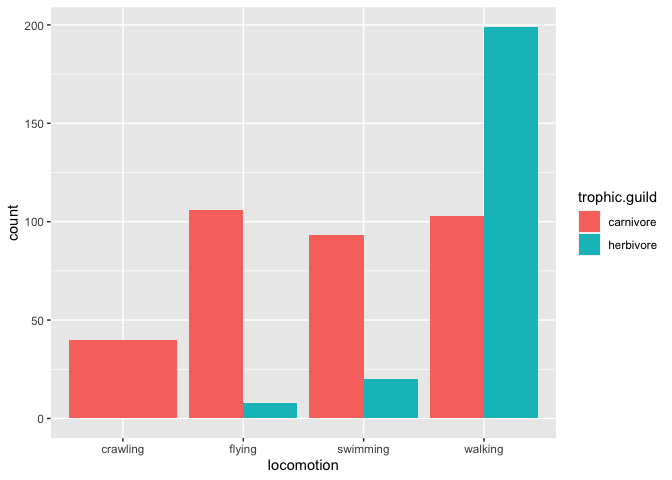 200
150
100
50
0
count
crawling flying swimming walking
locomotion
trophic.guild
carnivore
herbivore